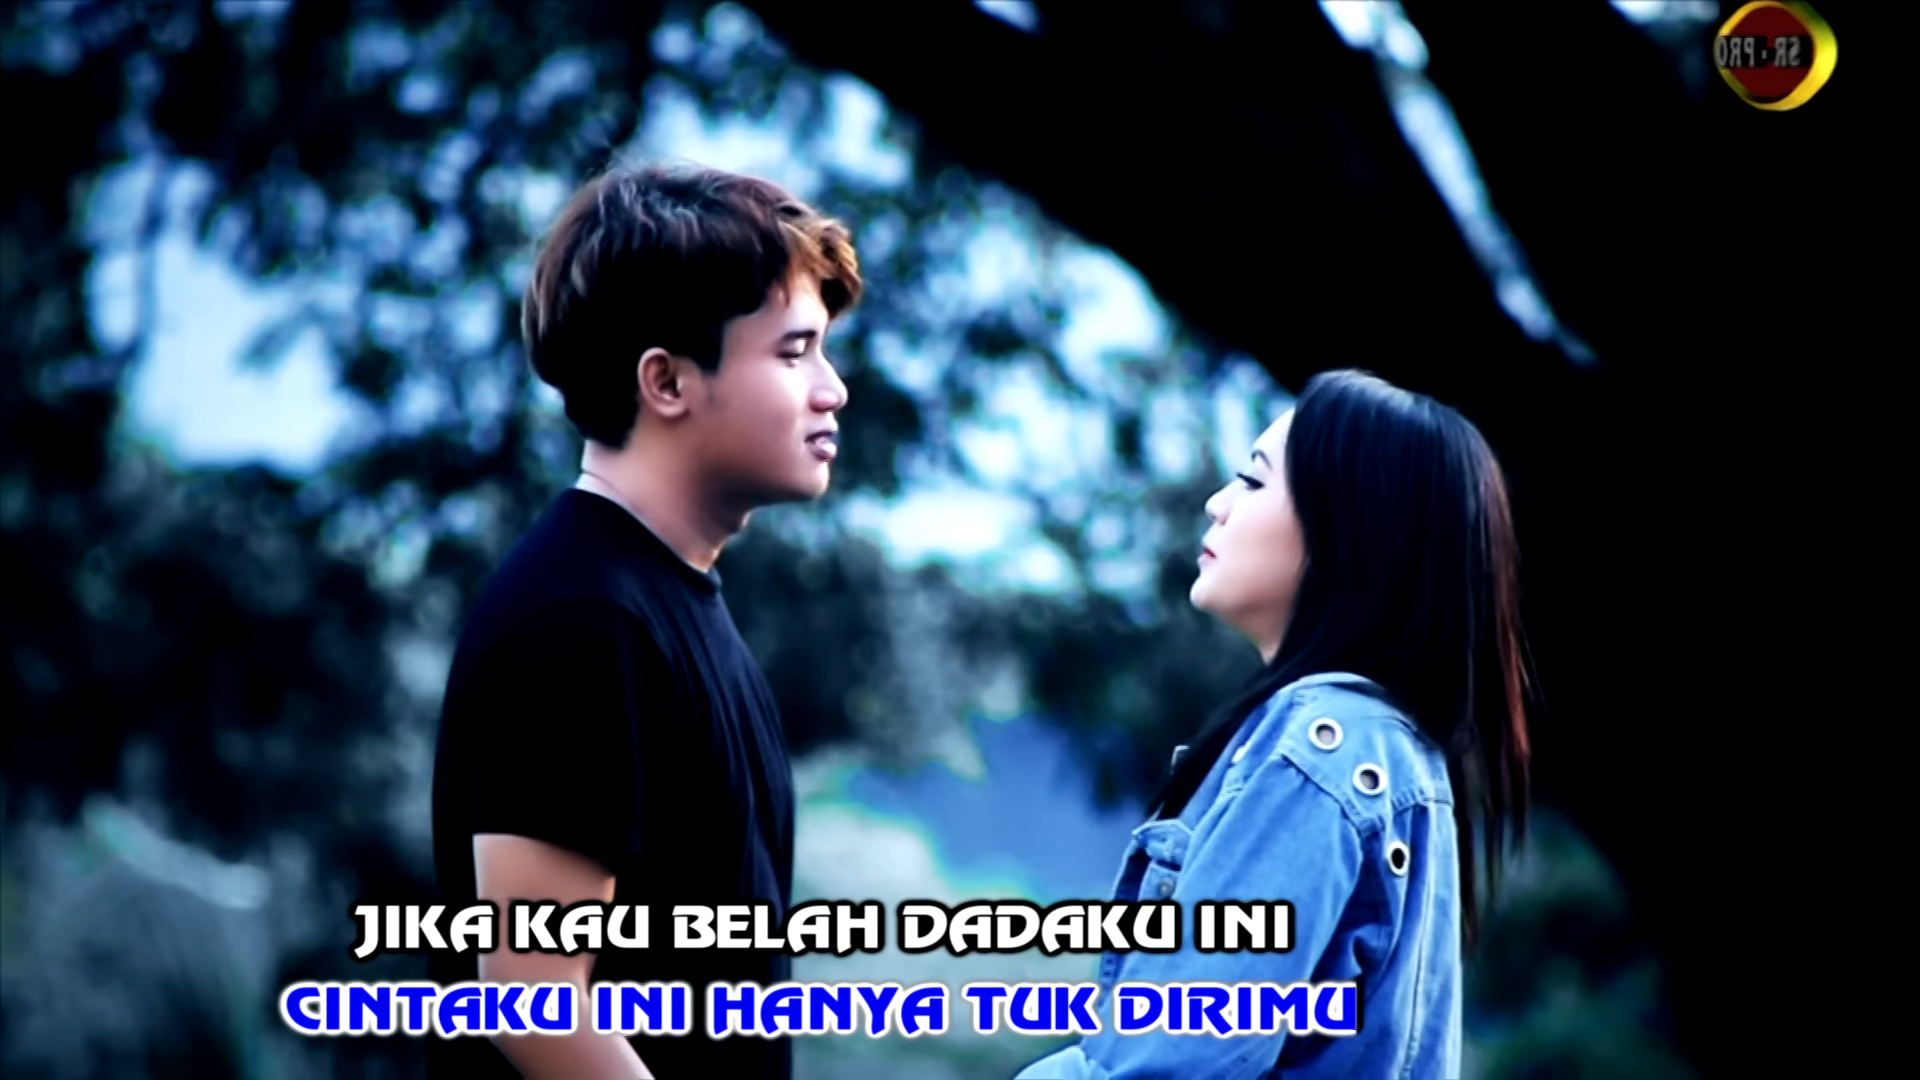 SR - PRO
JIKA KAU BELAH DADAKU INI
CINTAKU INI HANYA TUK DIRIMU